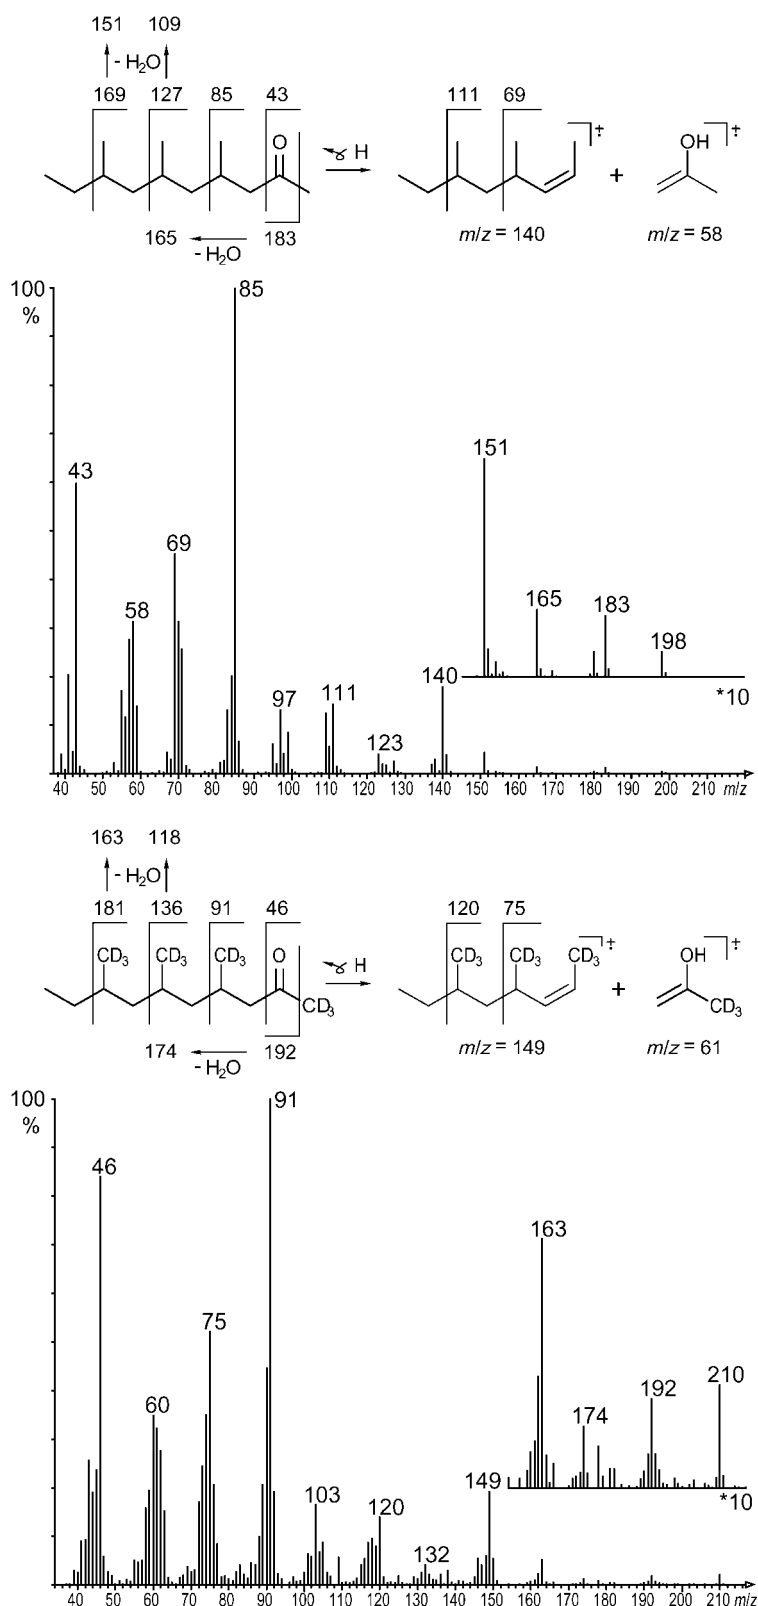 151 109
- H₂O
169 127 85 43 111 69
O OH
H +
165 183 m/z = 140 m/z = 58
- H₂O
100 85
%
43
151
69
58 165 183
198
140
97 111 *10
123
40 50 60 70 80 90 100 110 120 130 140 150 160 170 180 190 200 210 m/z
163 118
- H₂O
181 136 91 46 120 75
CD₃ CD₃ CD₃ O CD₃ CD₃ CD₃ OH
H +
CD₃ CD₃
174 192 m/z = 149 m/z = 61
- H₂O
100 91
%
46
163
75
210
60 192
174
149
103 120 *10
132
40 50 60 70 80 90 100 110 120 130 140 150 160 170 180 190 200 210 m/z